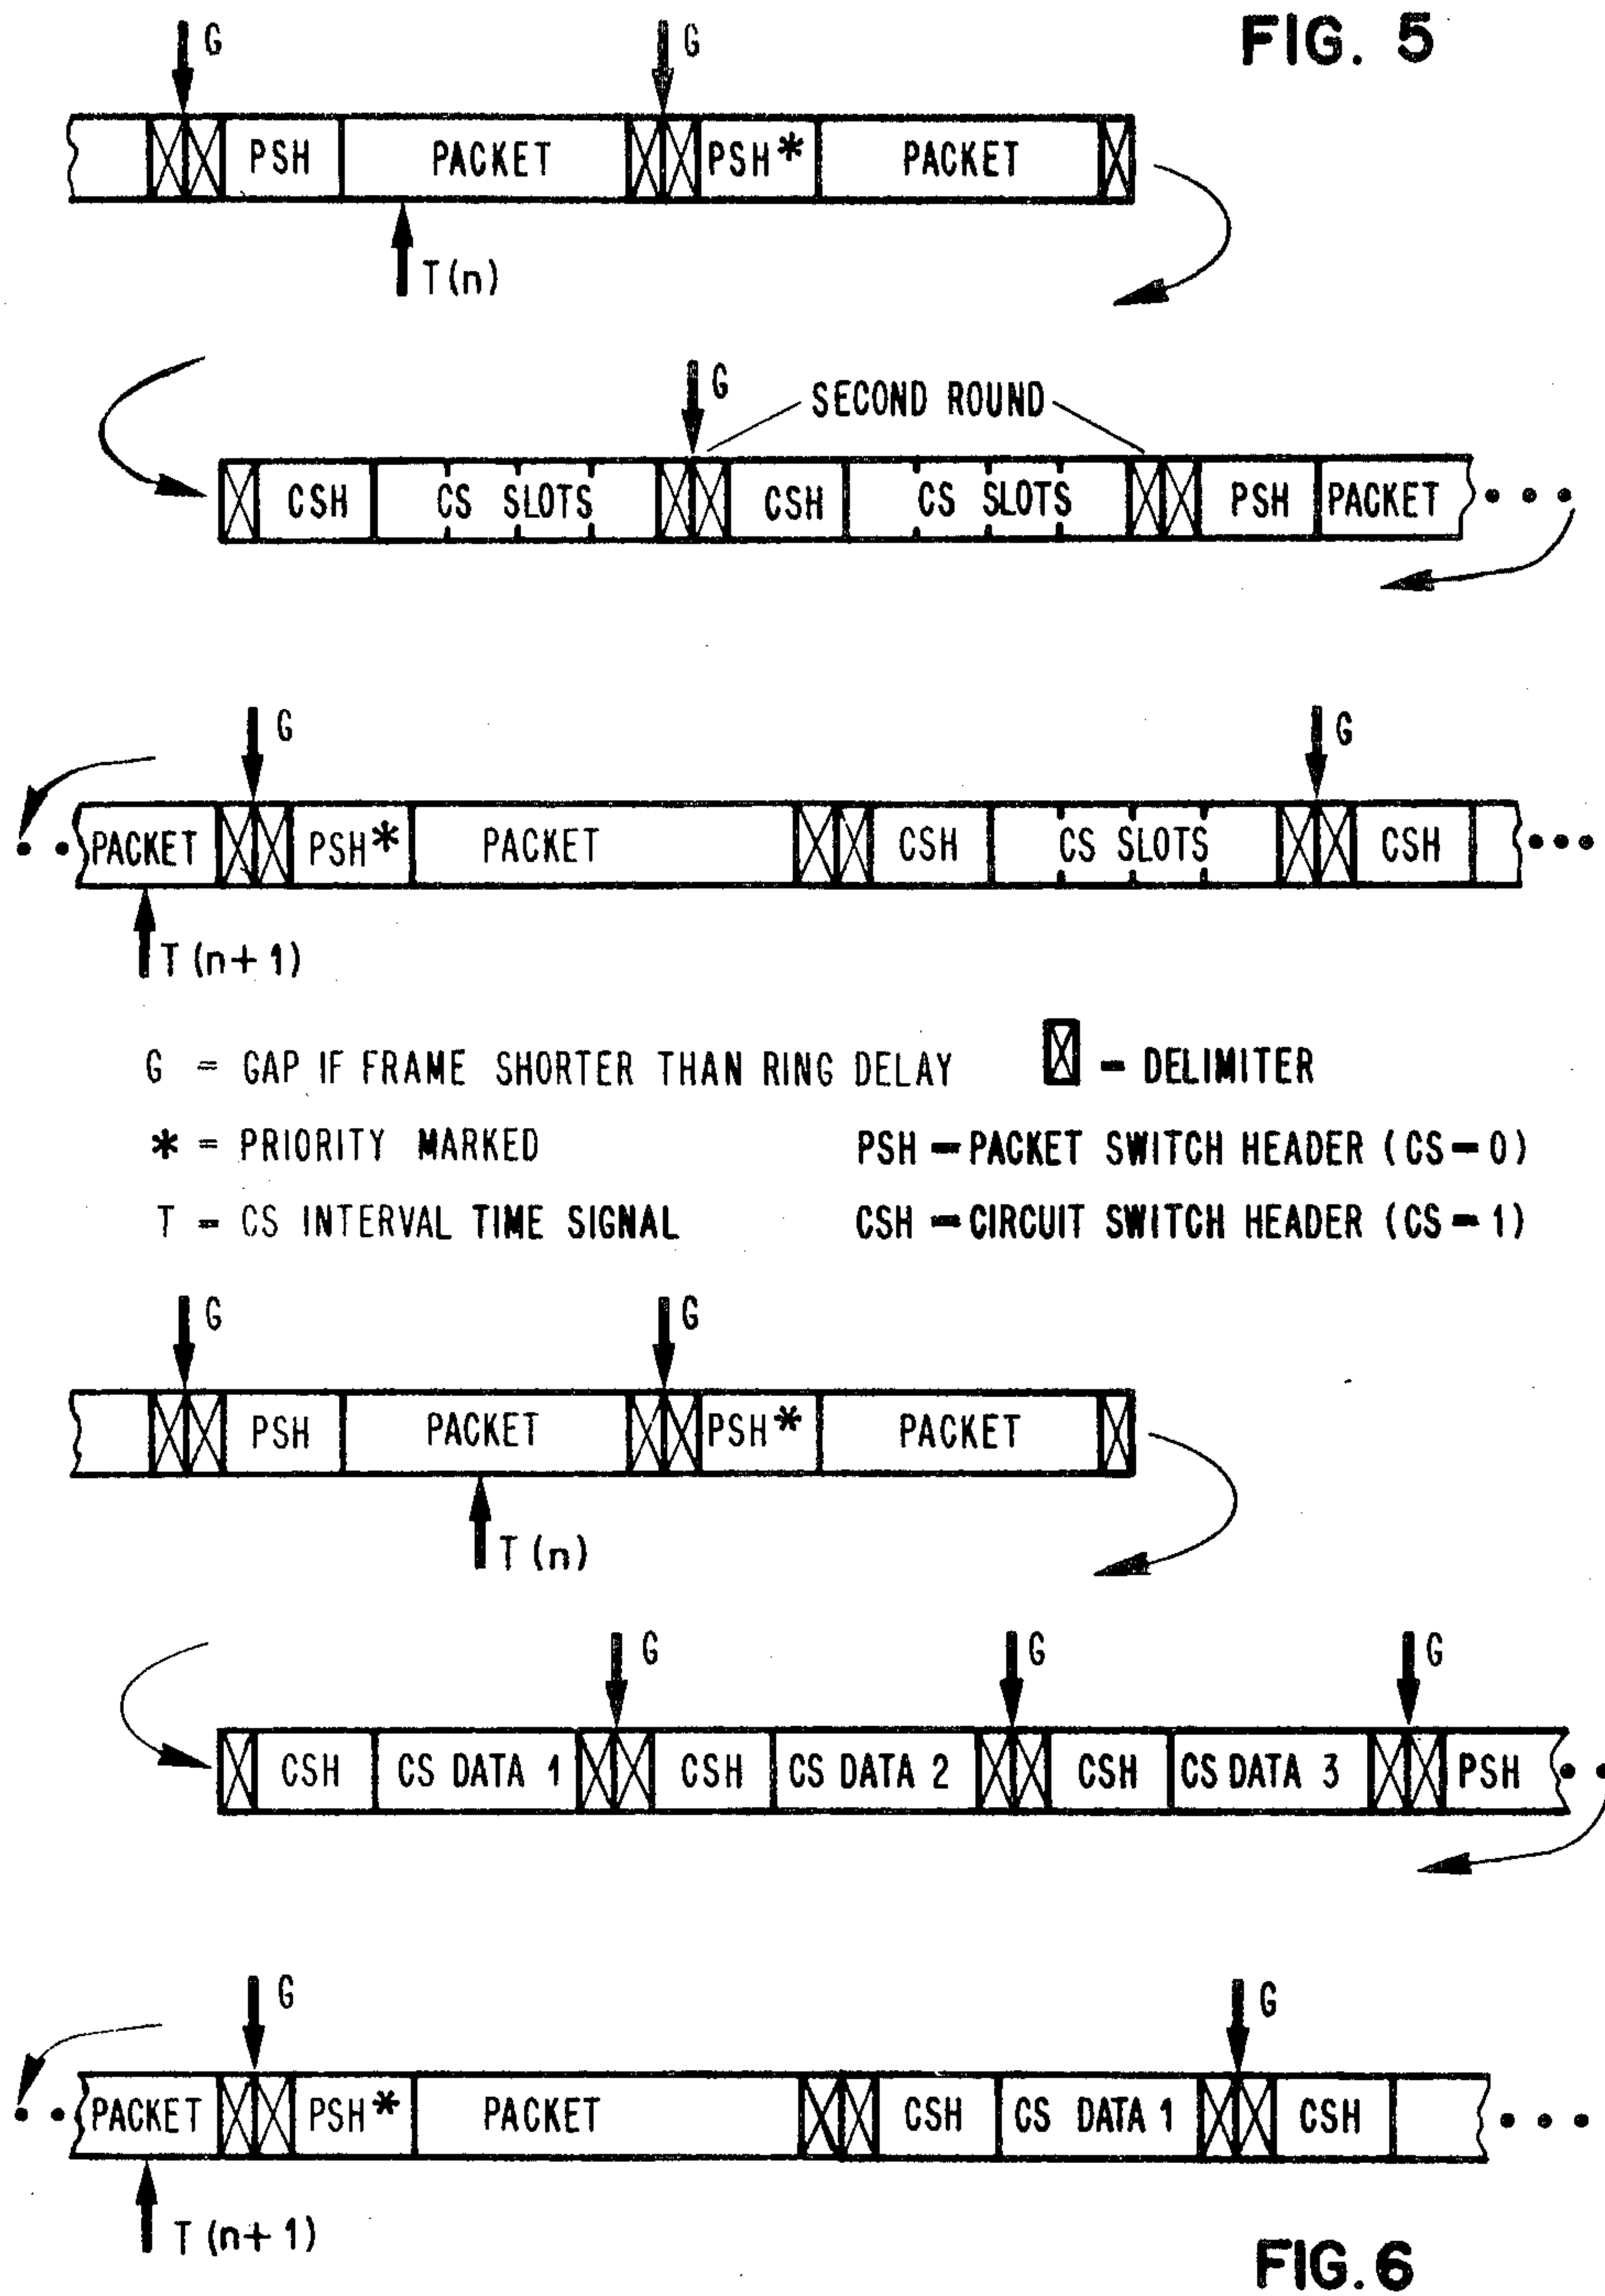 FIG. 5
G G
PSH PACKET PSH* PACKET
T(n)
G SECOND ROUND
CSH CS SLOTS CSH CS SLOTS PSH PACKET
G G
PACKET PSH* PACKET CSH CS SLOTS CSH
T(n+1)
G = GAP IF FRAME SHORTER THAN RING DELAY – DELIMITER
* = PRIORITY MARKED PSH – PACKET SWITCH HEADER (CS–0)
T – CS INTERVAL TIME SIGNAL CSH – CIRCUIT SWITCH HEADER (CS–1)
G G
PSH PACKET PSH* PACKET
T(n)
G G G
CSH CS DATA 1 CSH CS DATA 2 CSH CS DATA 3 PSH
G G
PACKET PSH* PACKET CSH CS DATA 1 CSH
T(n+1)
FIG. 6